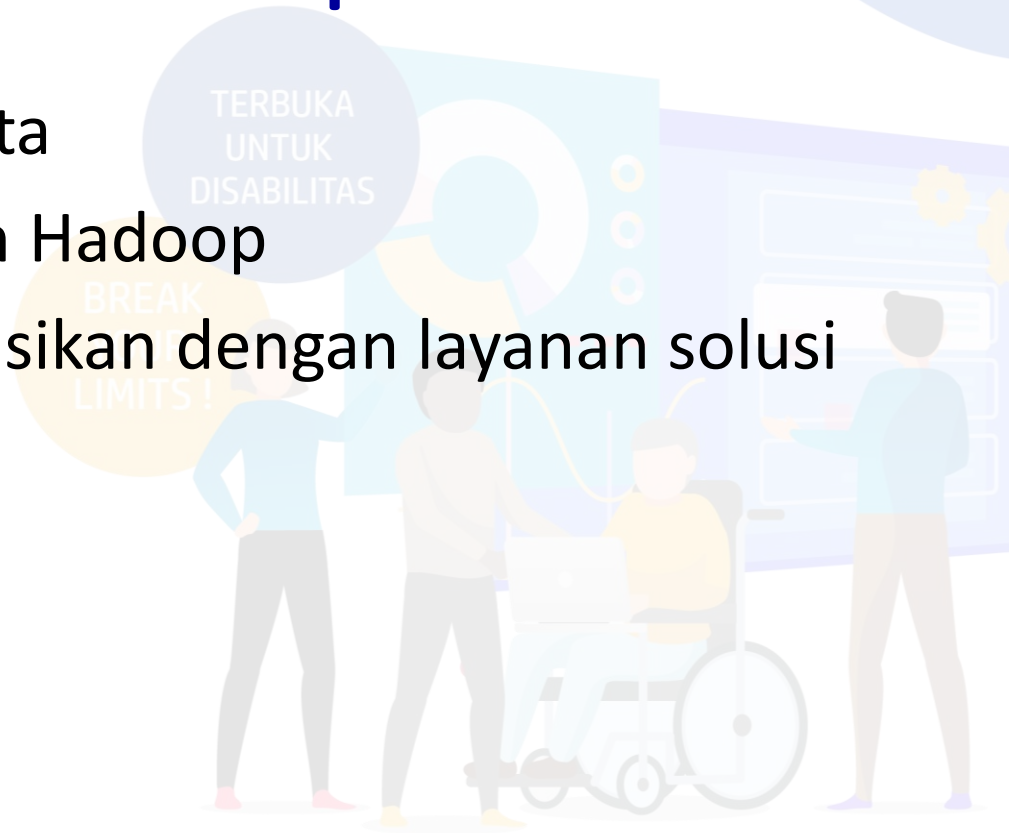 TERBUKA
UNTUK
DISABILITAS
ta
Hadoop
BREAK
sikan dengan layanan solusi
LIMITS !